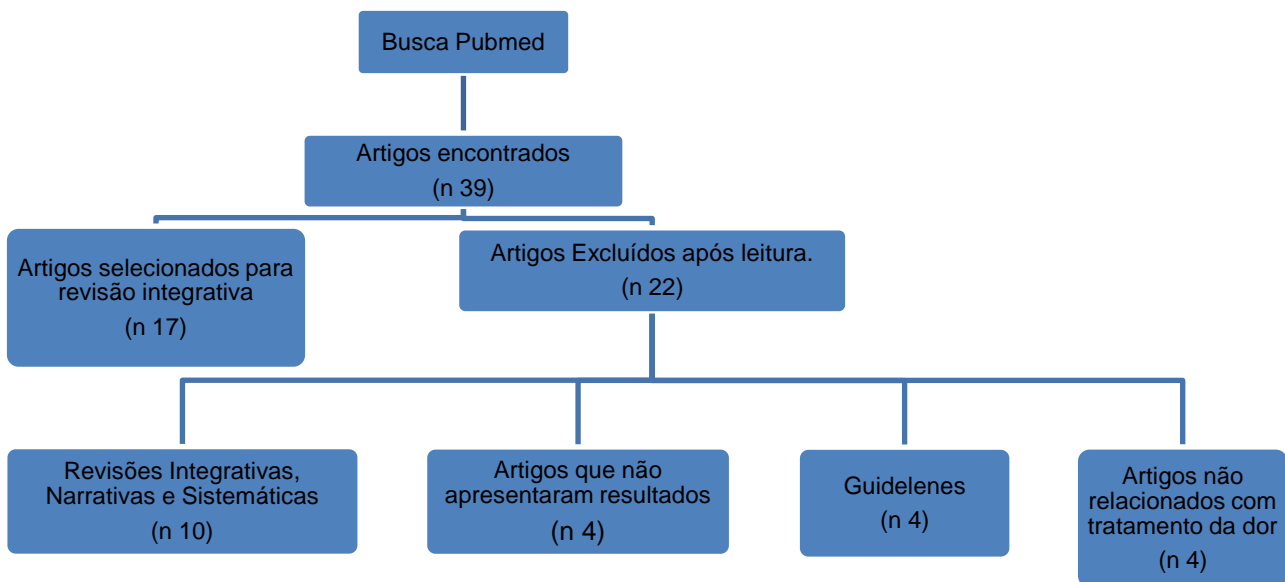 Busca Pubmed
Artigos encontrados
(n 39)
Artigos selecionados para
revisão integrativa
(n 17)
Artigos Excluídos após leitura.
(n 22)
Revisões Integrativas,
Narrativas e Sistemáticas
(n 10)
Artigos que não
apresentaram resultados
(n 4)
Guidelenes
(n 4)
Artigos não
relacionados com
tratamento da dor
(n 4)